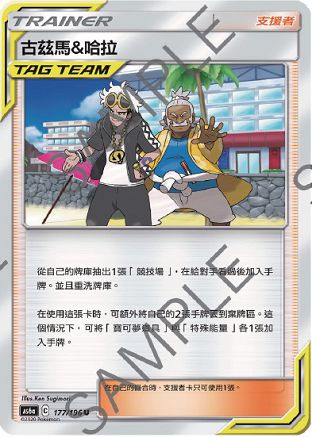 TRAINER
支援者
古茲馬&哈拉
TAG TEAM
SAMPLE
SAMPLE
SAMPLE
從自己的牌庫抽出1張「競技場」,在給對手看過後加入手
牌。並且重洗牌庫。
在使用這張卡時,可額外將自己的2張手牌丟到棄牌區。這
個情況下,可將「寶可夢道具」與「特殊能量」各1張加
入手牌。
Illus. Ken Sugimori
在自己的回合時,支援者卡只可使用1張。
AS6a C 177/196 U
©2020 Pokémon